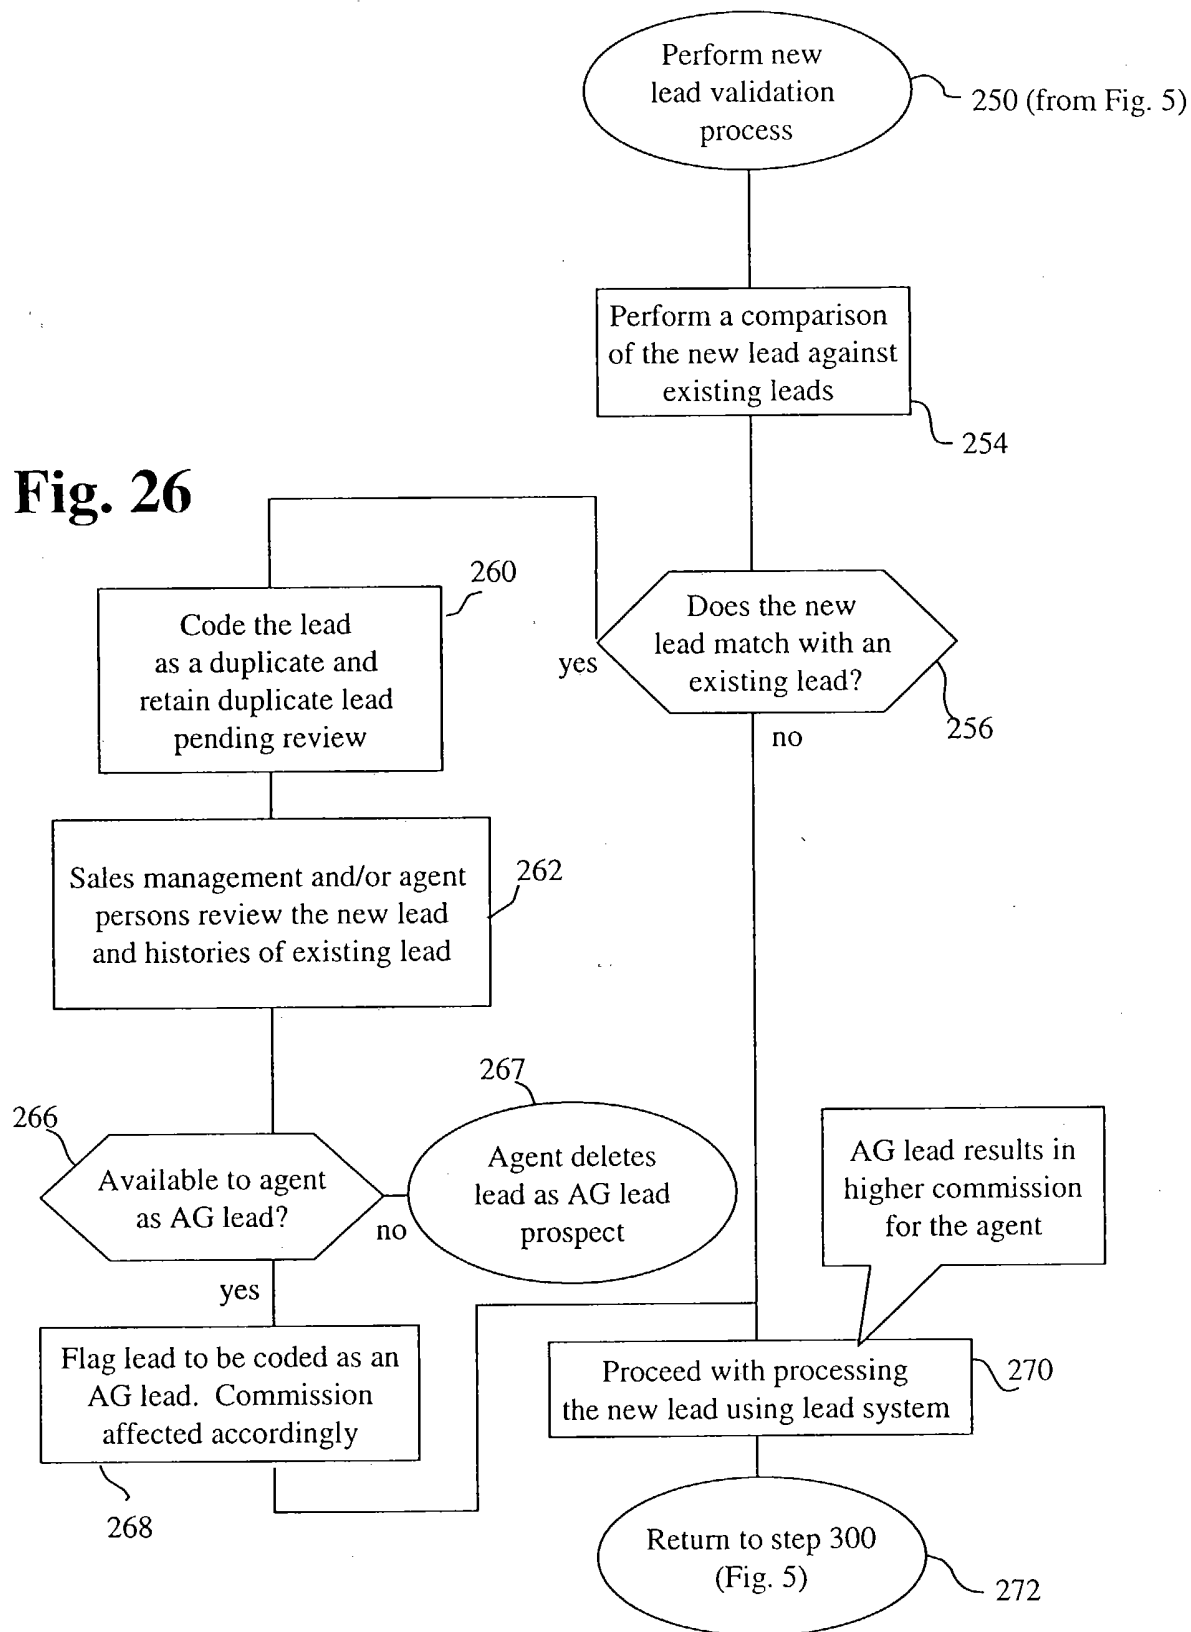 Perform new
lead validation
process
250 (from Fig. 5)
Perform a comparison
of the new lead against
existing leads
254
Fig. 26
260
Code the lead
as a duplicate and
retain duplicate lead
pending review
Does the new
lead match with an
existing lead?
yes
256
no
Sales management and/or agent
persons review the new lead
and histories of existing lead
262
267
266
Available to agent
as AG lead?
no
Agent deletes
lead as AG lead
prospect
AG lead results in
higher commission
for the agent
yes
Flag lead to be coded as an
AG lead. Commission
affected accordingly
268
Proceed with processing
the new lead using lead system
270
Return to step 300
(Fig. 5)
272